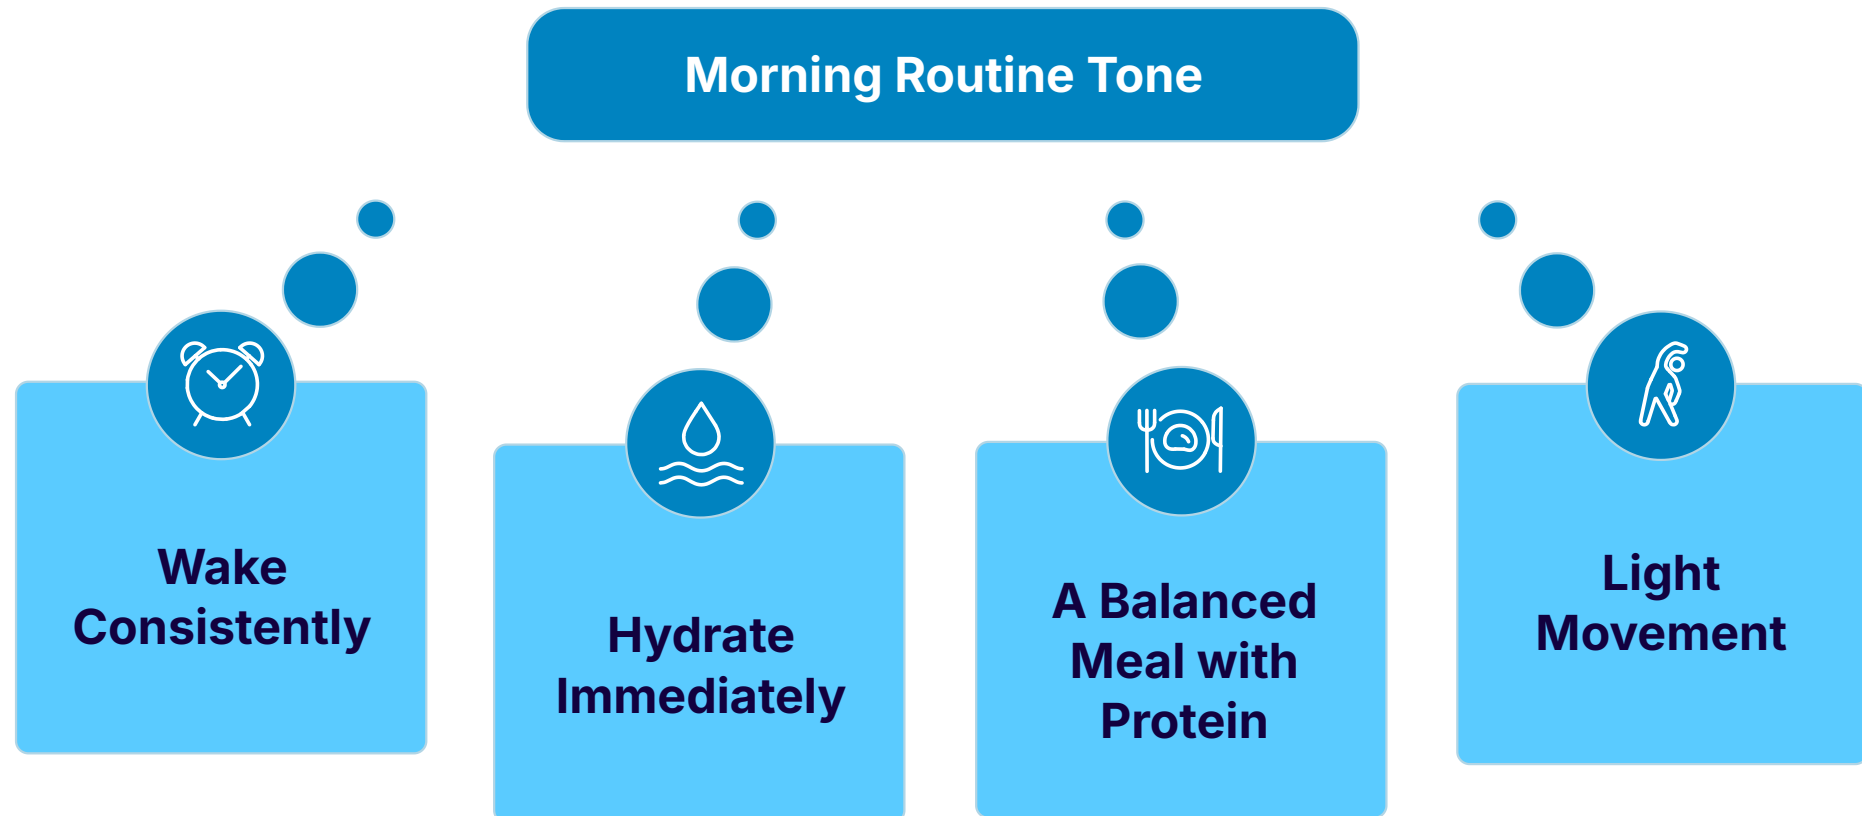 Morning Routine Tone
Wake
Consistently
Hydrate
Immediately
A Balanced
Meal with
Protein
Light
Movement